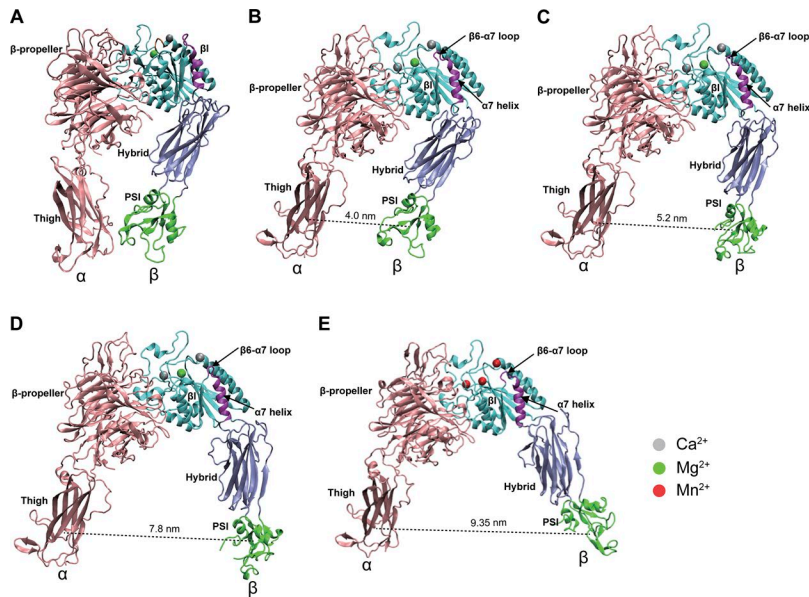 A
βI
β-propeller
Hybrid
PSI
Thigh
α
β
B
β6-α7 loop
β-propeller
βI
α7 helix
Hybrid
Thigh
PSI
4.0 nm
α
β
C
β6-α7 loop
β-propeller
βI
α7 helix
Hybrid
Thigh
PSI
5.2 nm
α
β
D
β6-α7 loop
β-propeller
βI
α7 helix
Hybrid
Thigh
PSI
7.8 nm
α
β
E
β6-α7 loop
β-propeller
βI
α7 helix
Hybrid
Thigh
PSI
9.35 nm
α
β
Ca²⁺
Mg²⁺
Mn²⁺